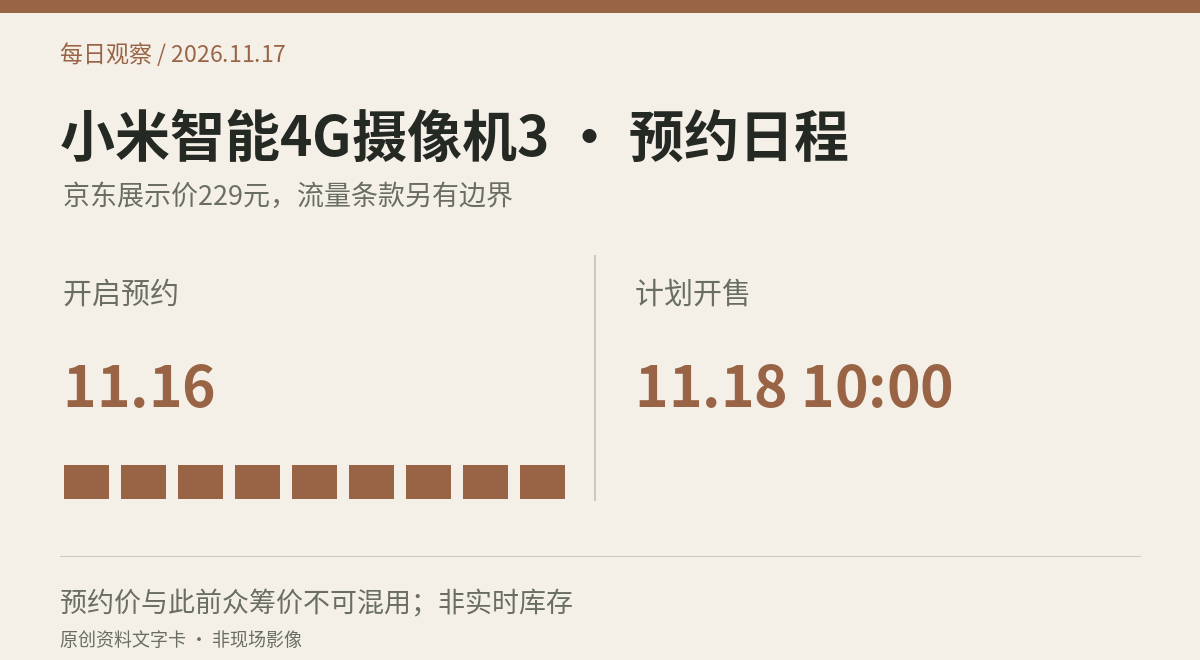 每日观察 / 2026.11.17
小米智能4G摄像机3 · 预约日程
京东展示价229元，流量条款另有边界
开启预约
11.16
计划开售
11.18 10:00
预约价与此前众筹价不可混用；非实时库存
原创资料文字卡 · 非现场影像